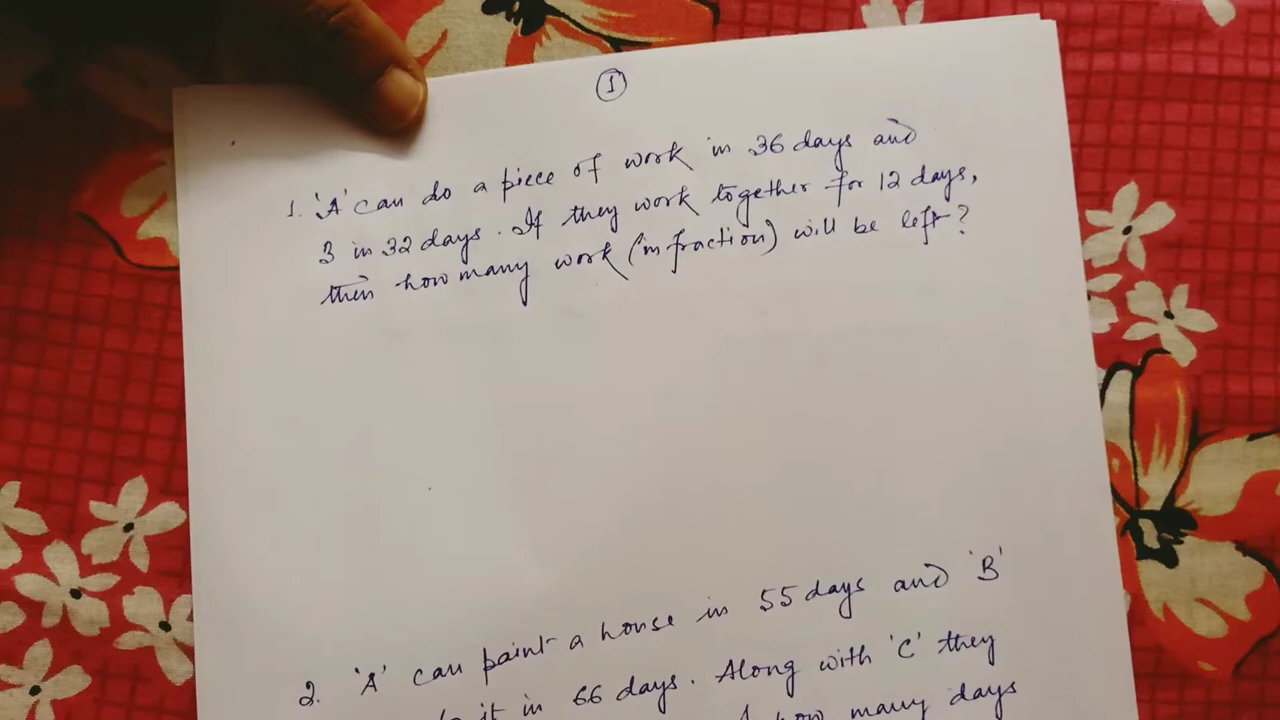 1
1. 'A' can do a piece of work in 36 days and
B in 32 days. If they work together for 12 days,
then how many work (in fraction) will be left?
2. 'A' can paint a house in 55 days and 'B'
it in 66 days. Along with 'C' they
how many days